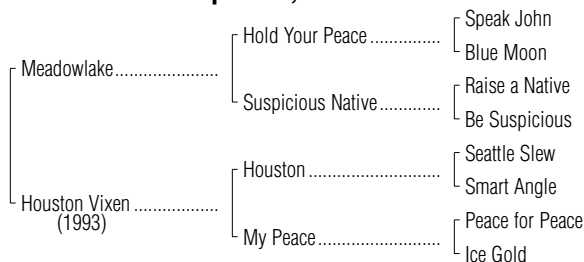 Speak John
Hold Your Peace
Blue Moon
Meadowlake
Raise a Native
Suspicious Native
Be Suspicious
Seattle Slew
Houston
Smart Angle
Houston Vixen
(1993)
Peace for Peace
My Peace
Ice Gold